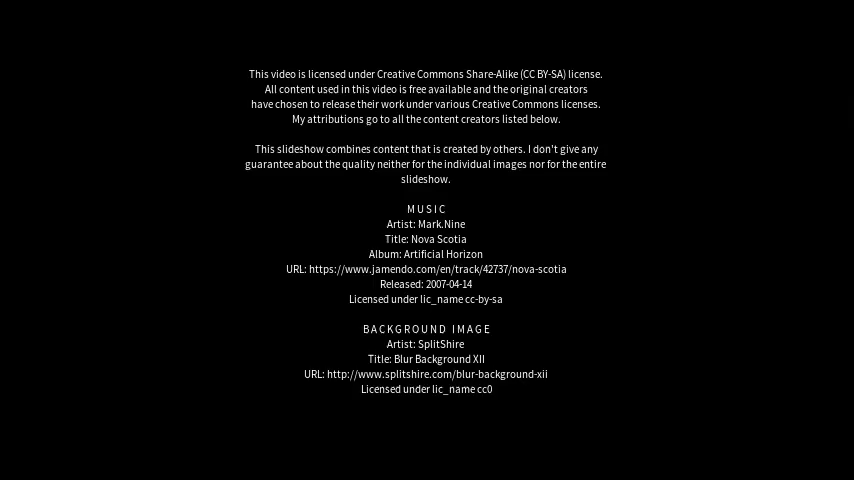 This video is licensed under Creative Commons Share-Alike (CC BY-SA) license.
All content used in this video is free available and the original creators
have chosen to release their work under various Creative Commons licenses.
My attributions go to all the content creators listed below.
This slideshow combines content that is created by others. I don't give any
guarantee about the quality neither for the individual images nor for the entire
slideshow.
MUSIC
Artist: Mark.Nine
Title: Nova Scotia
Album: Artificial Horizon
URL: https://www.jamendo.com/en/track/42737/nova-scotia
Released: 2007-04-14
Licensed under lic_name cc-by-sa
BACKGROUND IMAGE
Artist: SplitShire
Title: Blur Background XII
URL: http://www.splitshire.com/blur-background-xii
Licensed under lic_name cc0